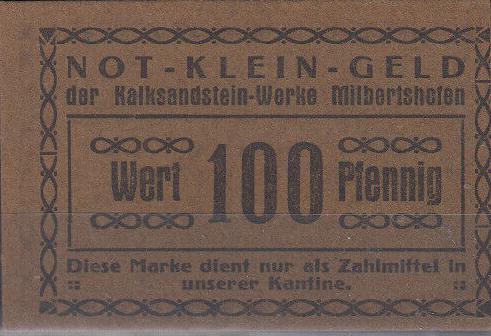 NOT-KLEIN-GELD
der Kalksandstein-Werke Milbertshofen
Wert 100 Pfennig
Diese Marke dient nur als Zahlmittel in
:: unserer Kantine. ::